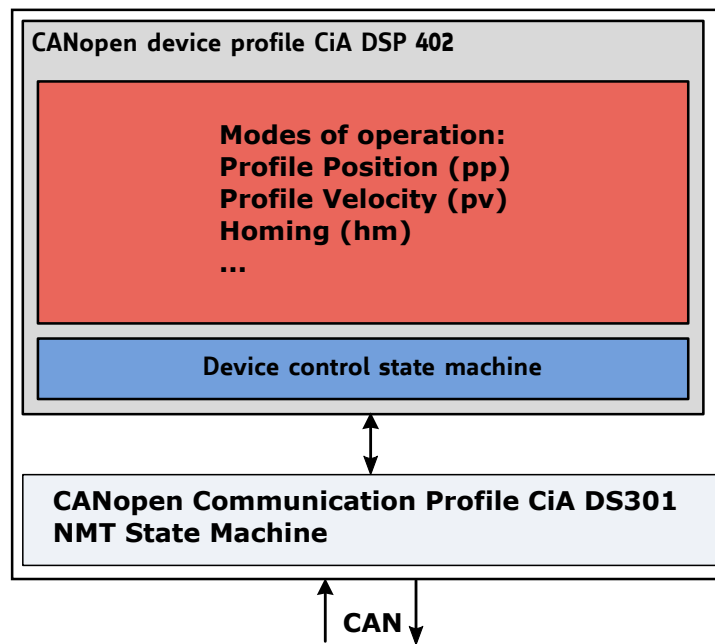 CANopen device profile CiA DSP 402
Modes of operation:
Profile Position (pp)
Profile Velocity (pv)
Homing (hm)
...
Device control state machine
CANopen Communication Profile CiA DS301
NMT State Machine
CAN